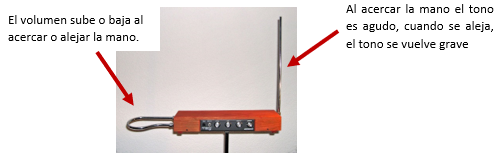 El volumen sube o baja al
acercar o alejar la mano.
Al acercar la mano el tono
es agudo, cuando se aleja,
el tono se vuelve grave